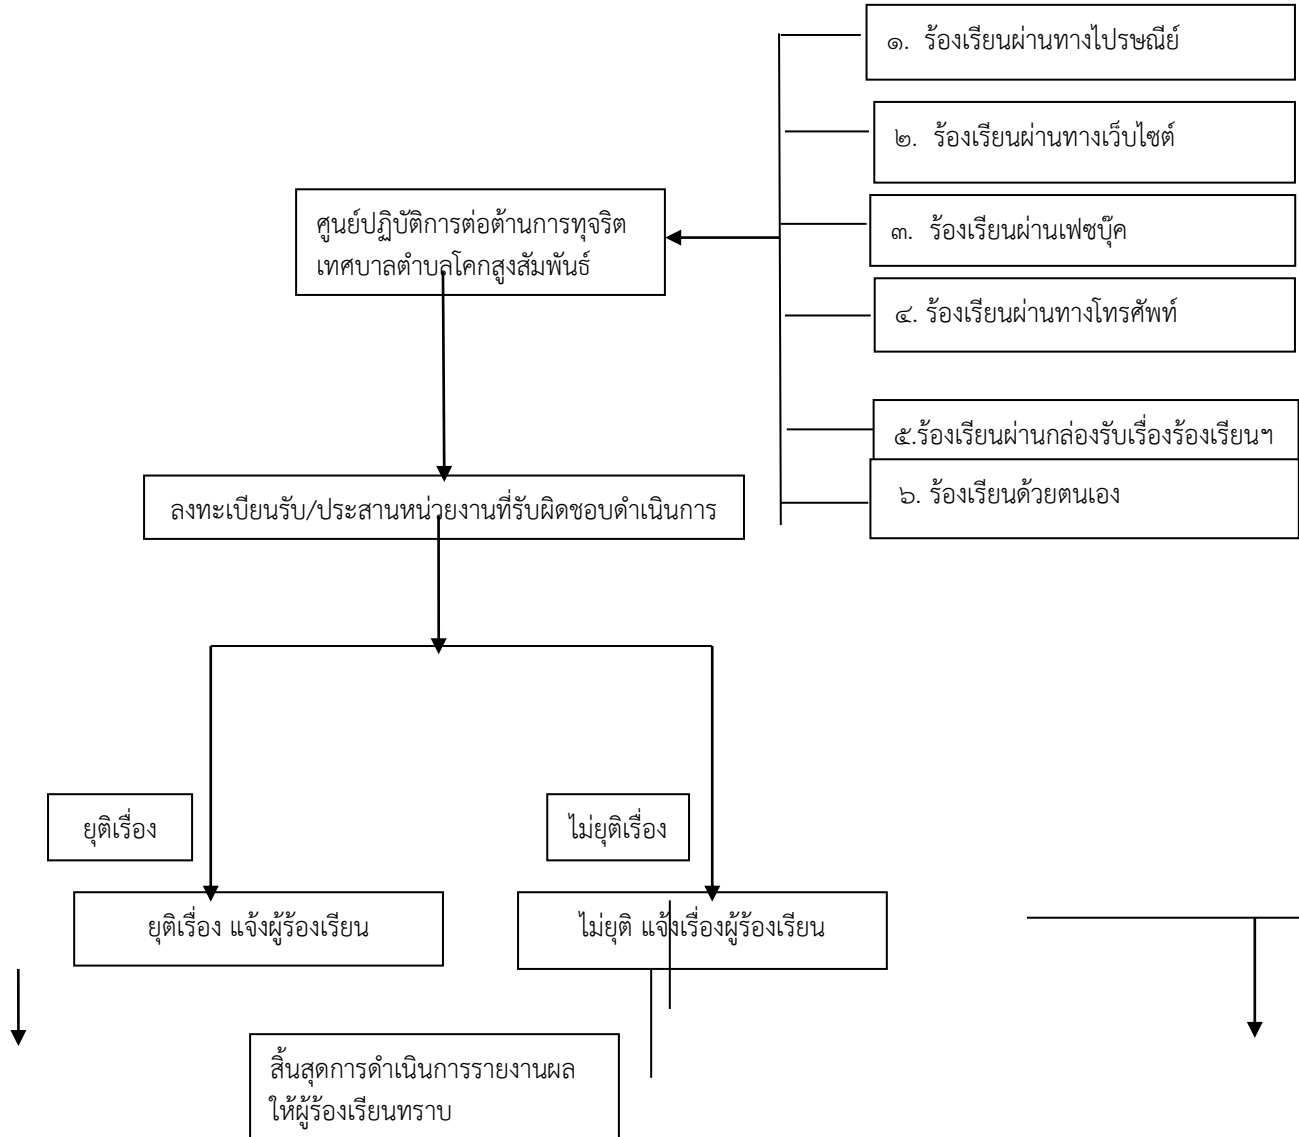 ๑. ร้องเรียนผ่านทางไปรษณีย์
๒. ร้องเรียนผ่านทางเว็บไซต์
ศูนย์ปฏิบัติการต่อต้านการทุจริต
เทศบาลตำบลโคกสูงสัมพันธ์
๓. ร้องเรียนผ่านเฟซบุ๊ค
๔. ร้องเรียนผ่านทางโทรศัพท์
๕.ร้องเรียนผ่านกล่องรับเรื่องร้องเรียนฯ
๖. ร้องเรียนด้วยตนเอง
ลงทะเบียนรับ/ประสานหน่วยงานที่รับผิดชอบดำเนินการ
ยุติเรื่อง
ไม่ยุติเรื่อง
ยุติเรื่อง แจ้งผู้ร้องเรียน
ไม่ยุติ แจ้งเรื่องผู้ร้องเรียน
สิ้นสุดการดำเนินการรายงานผล
ให้ผู้ร้องเรียนทราบ